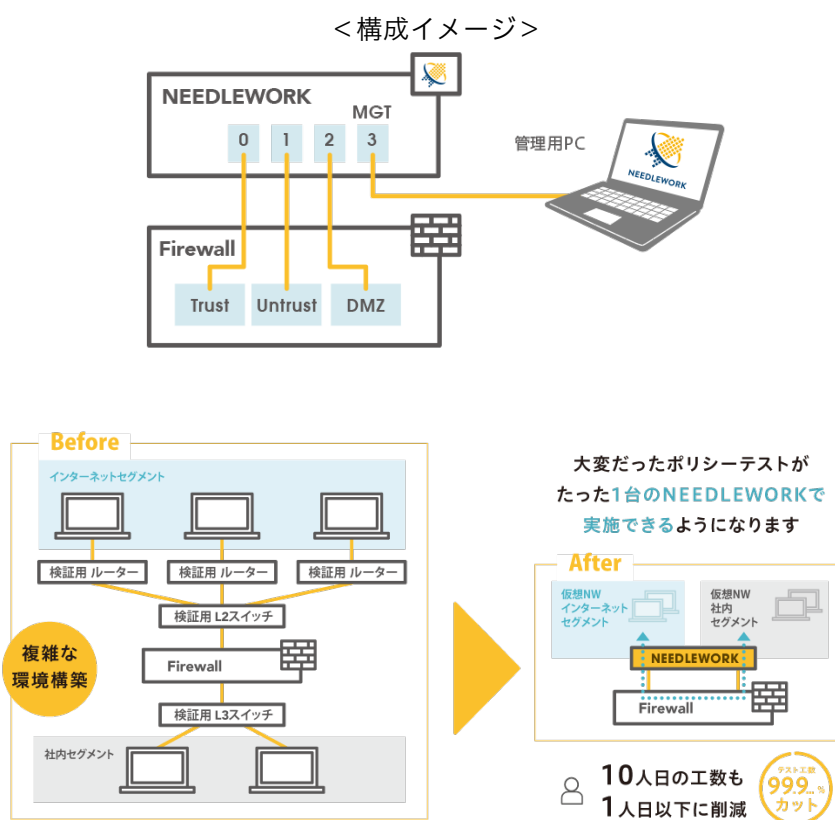 ＜構成イメージ＞
NEEDLEWORK
MGT
0 1 2 3
管理用PC
NEEDLEWORK
Firewall
Trust Untrust DMZ
Before
インターネットセグメント
検証用 ルーター 検証用 ルーター 検証用 ルーター
検証用 L2スイッチ
複雑な
環境構築
Firewall
検証用 L3スイッチ
社内セグメント
大変だったポリシーテストが
たった1台のNEEDLEWORKで
実施できるようになります
After
仮想NW
インターネット
セグメント
仮想NW
社内
セグメント
NEEDLEWORK
Firewall
10人日の工数も
1人日以下に削減
テスト工数
99.9...%
カット